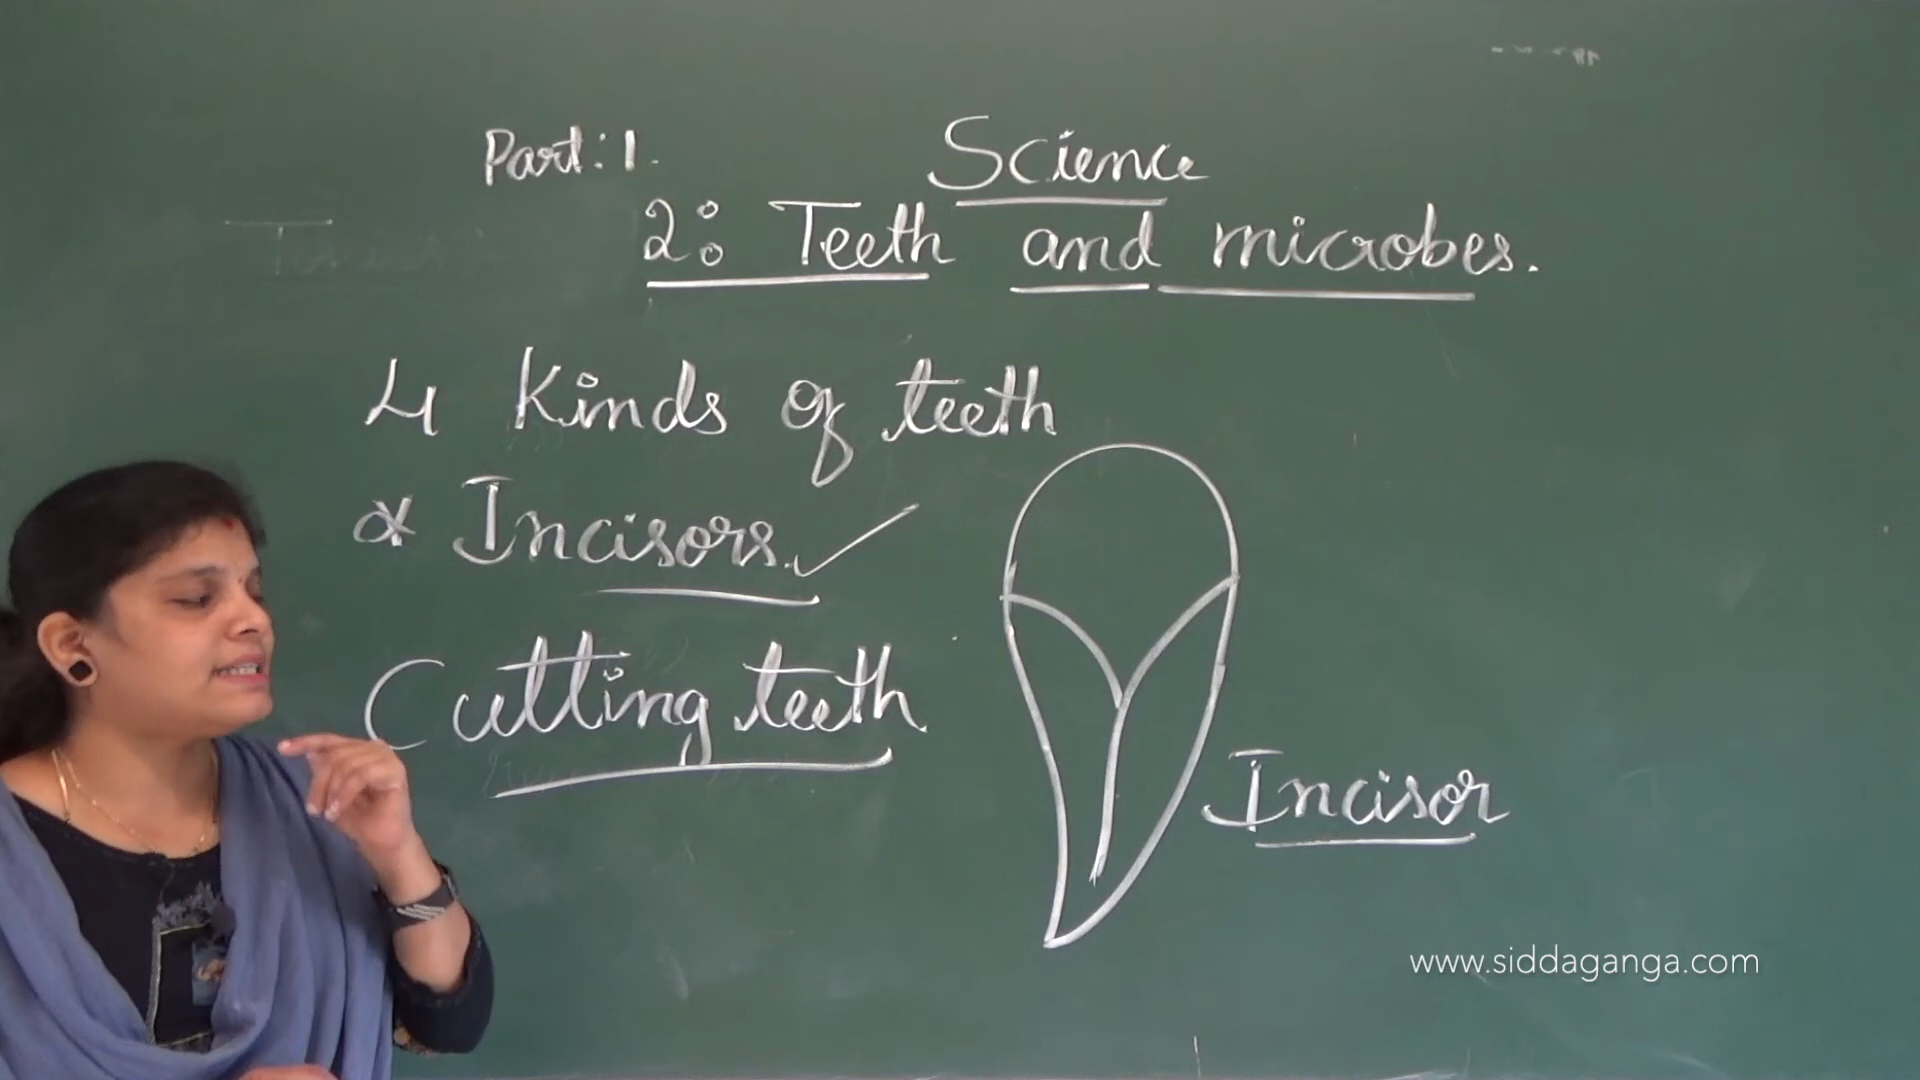 Part: 1.
Science
2: Teeth and microbes.
4 Kinds of teeth
* Incisors. ✓
Cutting teeth
Incisor
www.siddaganga.com